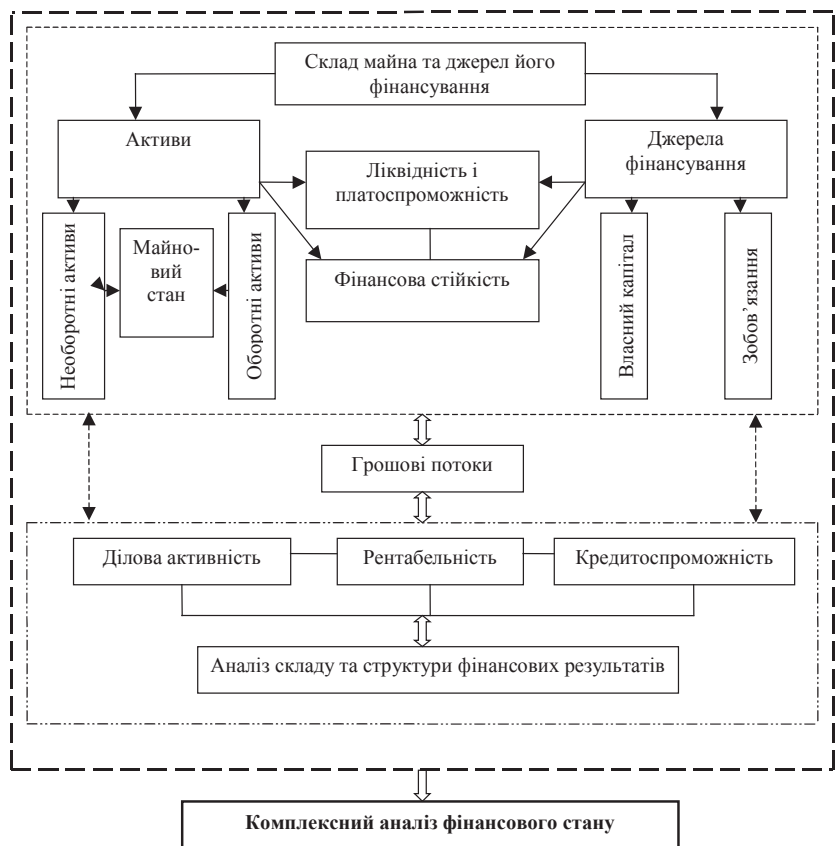 Склад майна та джерел його
фінансування
Активи
Джерела
фінансування
Ліквідність і
платоспроможність
Необоротні активи
Майно-
вий
стан
Оборотні активи
Фінансова стійкість
Власний капітал
Зобов’язання
Грошові потоки
Ділова активність
Рентабельність
Кредитоспроможність
Аналіз складу та структури фінансових результатів
Комплексний аналіз фінансового стану